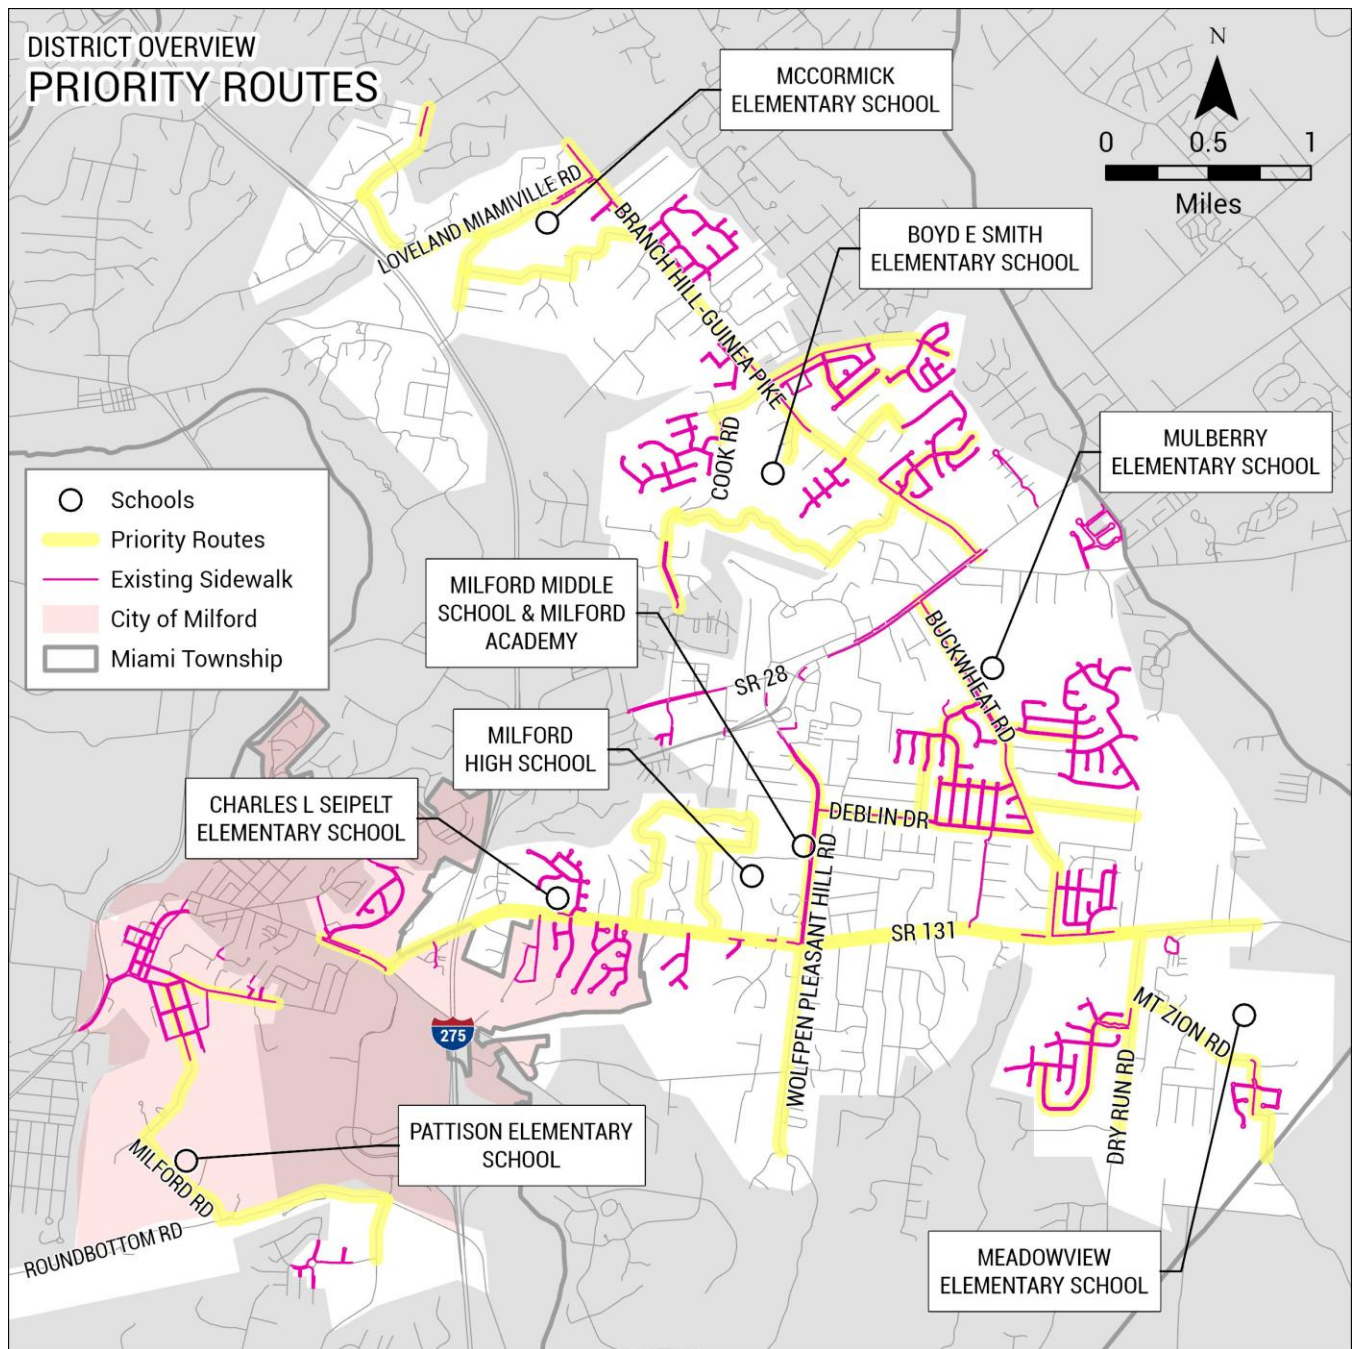 DISTRICT OVERVIEW
PRIORITY ROUTES
N
0 0.5 1
Miles
MCCORMICK
ELEMENTARY SCHOOL
LOVELAND MIAMIVILLE RD
BRANCH HILL-GUINEA PIKE
BOYD E SMITH
ELEMENTARY SCHOOL
COOK RD
MULBERRY
ELEMENTARY SCHOOL
Schools
Priority Routes
Existing Sidewalk
City of Milford
Miami Township
MILFORD MIDDLE
SCHOOL & MILFORD
ACADEMY
BUCKWHEAT RD
SR 28
MILFORD
HIGH SCHOOL
CHARLES L SEIPELT
ELEMENTARY SCHOOL
DEBLIN DR
WOLFPEN PLEASANT HILL RD
SR 131
275
MT ZION RD
DRY RUN RD
PATTISON ELEMENTARY
SCHOOL
MILFORD RD
ROUNDBOTTOM RD
MEADOWVIEW
ELEMENTARY SCHOOL